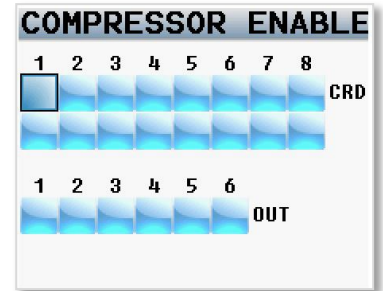 COMPRESSOR ENABLE
1 2 3 4 5 6 7 8
CRD
1 2 3 4 5 6
OUT